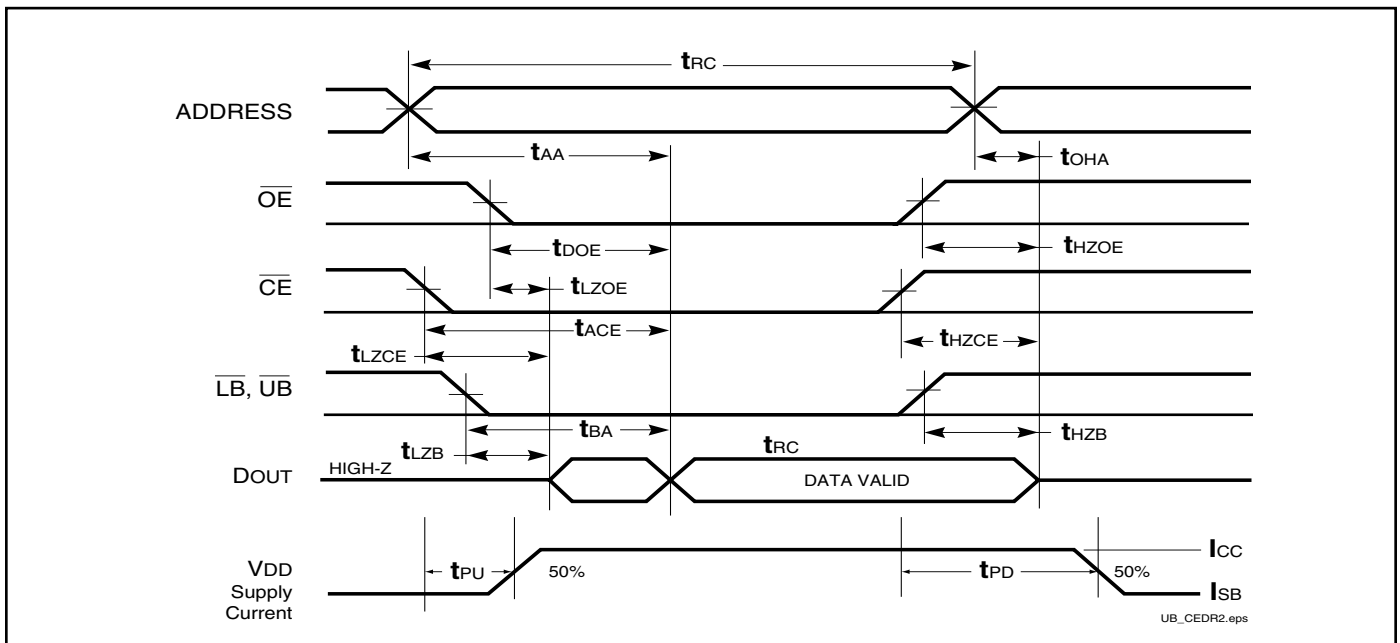 tRC
ADDRESS
tAA
tOHA
OE
tDOE
tHZOE
CE
tLZOE
tACE
tHZCE
tLZCE
LB, UB
tBA
tHZB
tLZB
tRC
DOUT
HIGH-Z
DATA VALID
ICC
tPU
50%
tPD
50%
VDD
Supply
Current
ISB
UB_CEDR2.eps